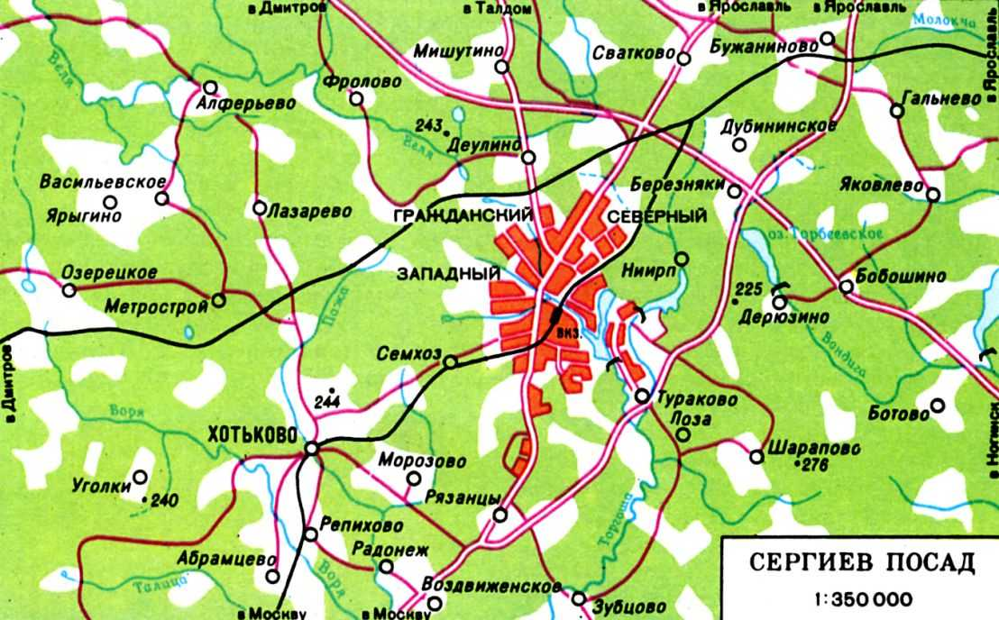 в Дмитров
в Талдом
в Ярославль
в Ярославль
Молокча
Мишутино
Сватково
Бужаниново
в Ярославль
Веля
Фролово
Алферьево
Гальнево
243
Деулино
Веля
Дубининское
Васильевское
Ярыгино
Лазарево
Березняки
Яковлево
ГРАЖДАНСКИЙ
СЕВЕРНЫЙ
оз. Торбеевское
Озерецкое
ЗАПАДНЫЙ
Ниирп
Бобошино
Метрострой
Пажа
225
Дерюзино
вкз.
Семхоз
Вондига
в Дмитров
244
Тураково
Воря
Лоза
Ботово
ХОТЬКОВО
Шарапово
276
в Ногинск
Морозово
Уголки
240
Рязанцы
Торгоша
Репихово
Радонеж
Абрамцево
Воря
Талица
Воздвиженское
Зубцово
в Москву
в Москву
СЕРГИЕВ ПОСАД
1:350 000